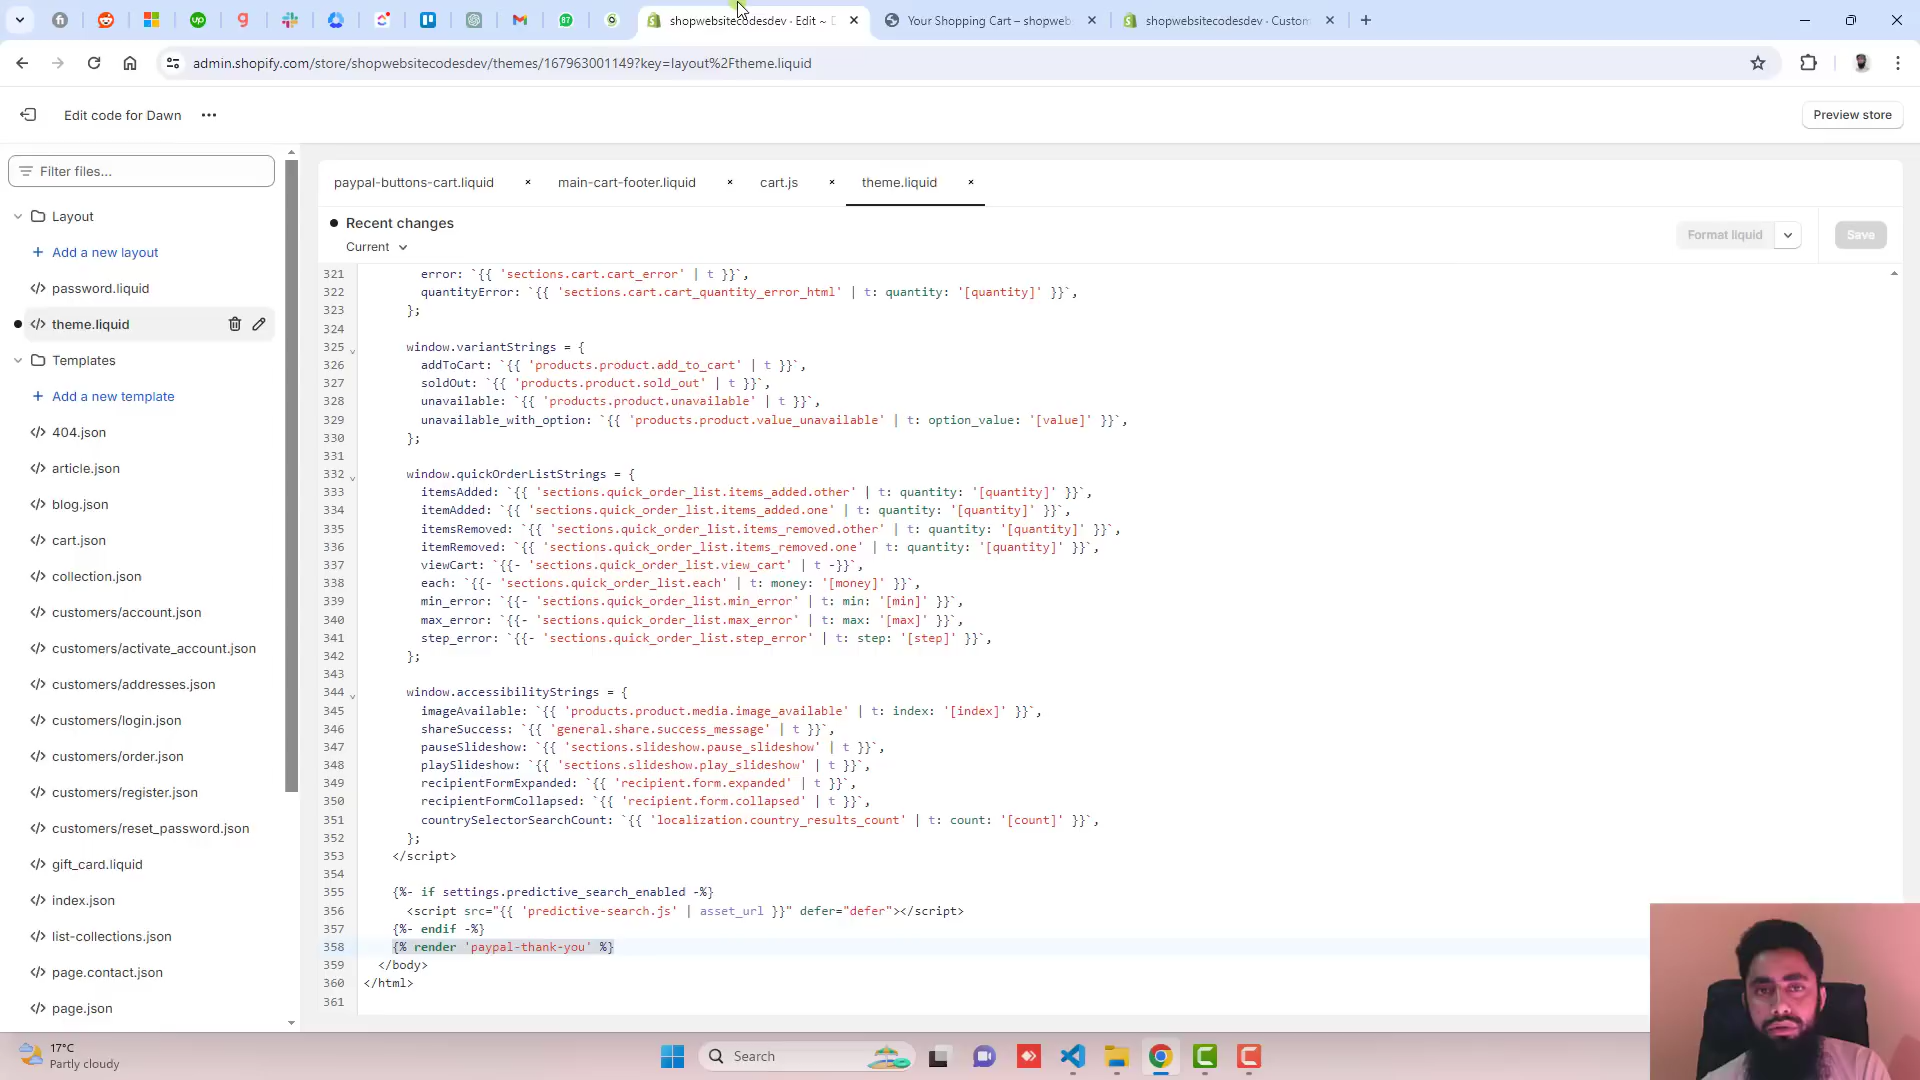 shopwebsitecodesdev · Edit ~
Your Shopping Cart – shopweb
shopwebsitecodesdev · Custom
admin.shopify.com/store/shopwebsitecodesdev/themes/167963001149?key=layout%2Ftheme.liquid
Edit code for Dawn
Preview store
Filter files...
Layout
Add a new layout
password.liquid
theme.liquid
Templates
Add a new template
404.json
article.json
blog.json
cart.json
collection.json
customers/account.json
customers/activate_account.json
customers/addresses.json
customers/login.json
customers/order.json
customers/register.json
customers/reset_password.json
gift_card.liquid
index.json
list-collections.json
page.contact.json
page.json
paypal-buttons-cart.liquid
main-cart-footer.liquid
cart.js
theme.liquid
Recent changes
Current
Format liquid
Save
321 error: `{{ 'sections.cart.cart_error' | t }}`,
322 quantityError: `{{ 'sections.cart.cart_quantity_error_html' | t: quantity: '[quantity]' }}`,
323 };
324
325 window.variantStrings = {
326 addToCart: `{{ 'products.product.add_to_cart' | t }}`,
327 soldOut: `{{ 'products.product.sold_out' | t }}`,
328 unavailable: `{{ 'products.product.unavailable' | t }}`,
329 unavailable_with_option: `{{ 'products.product.value_unavailable' | t: option_value: '[value]' }}`,
330 };
331
332 window.quickOrderListStrings = {
333 itemsAdded: `{{ 'sections.quick_order_list.items_added.other' | t: quantity: '[quantity]' }}`,
334 itemAdded: `{{ 'sections.quick_order_list.items_added.one' | t: quantity: '[quantity]' }}`,
335 itemsRemoved: `{{ 'sections.quick_order_list.items_removed.other' | t: quantity: '[quantity]' }}`,
336 itemRemoved: `{{ 'sections.quick_order_list.items_removed.one' | t: quantity: '[quantity]' }}`,
337 viewCart: `{{- 'sections.quick_order_list.view_cart' | t -}}`,
338 each: `{{- 'sections.quick_order_list.each' | t: money: '[money]' }}`,
339 min_error: `{{- 'sections.quick_order_list.min_error' | t: min: '[min]' }}`,
340 max_error: `{{- 'sections.quick_order_list.max_error' | t: max: '[max]' }}`,
341 step_error: `{{- 'sections.quick_order_list.step_error' | t: step: '[step]' }}`,
342 };
343
344 window.accessibilityStrings = {
345 imageAvailable: `{{ 'products.product.media.image_available' | t: index: '[index]' }}`,
346 shareSuccess: `{{ 'general.share.success_message' | t }}`,
347 pauseSlideshow: `{{ 'sections.slideshow.pause_slideshow' | t }}`,
348 playSlideshow: `{{ 'sections.slideshow.play_slideshow' | t }}`,
349 recipientFormExpanded: `{{ 'recipient.form.expanded' | t }}`,
350 recipientFormCollapsed: `{{ 'recipient.form.collapsed' | t }}`,
351 countrySelectorSearchCount: `{{ 'localization.country_results_count' | t: count: '[count]' }}`,
352 };
353 </script>
354
355 {%- if settings.predictive_search_enabled -%}
356 <script src="{{ 'predictive-search.js' | asset_url }}" defer="defer"></script>
357 {%- endif -%}
358 {% render 'paypal-thank-you' %}
359 </body>
360 </html>
361
17°C
Partly cloudy
Search